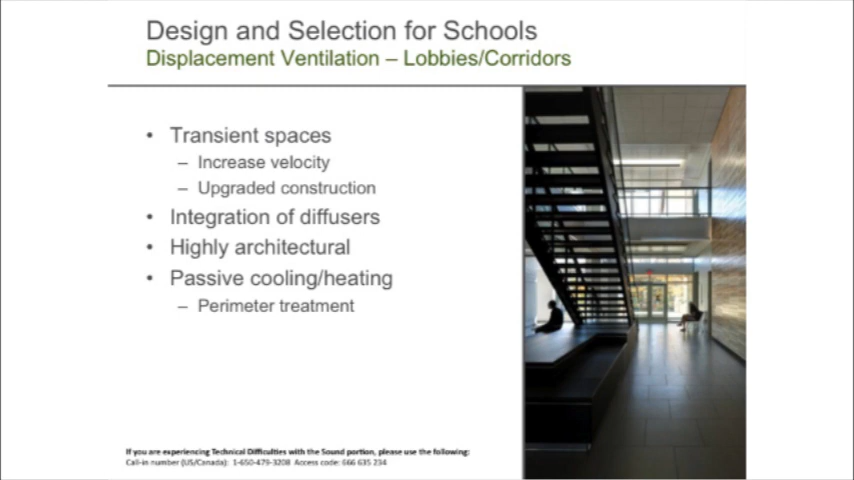 Design and Selection for Schools
Displacement Ventilation – Lobbies/Corridors
• Transient spaces
– Increase velocity
– Upgraded construction
• Integration of diffusers
• Highly architectural
• Passive cooling/heating
– Perimeter treatment
If you are experiencing Technical Difficulties with the Sound portion, please use the following:
Call-in number (US/Canada): 1-650-479-3208 Access code: 666 635 234